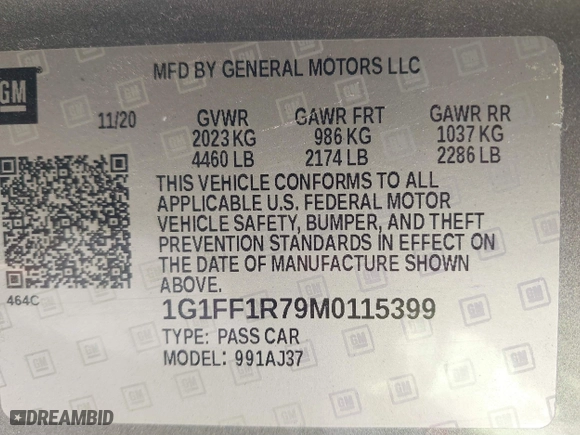 MFD BY GENERAL MOTORS LLC
GM
11/20 GVWR GAWR FRT GAWR RR
2023 KG 986 KG 1037 KG
4460 LB 2174 LB 2286 LB
THIS VEHICLE CONFORMS TO ALL
APPLICABLE U.S. FEDERAL MOTOR
VEHICLE SAFETY, BUMPER, AND THEFT
PREVENTION STANDARDS IN EFFECT ON
THE DATE OF MANUFACTURE SHOWN
ABOVE.
464C
1G1FF1R79M0115399
TYPE: PASS CAR
MODEL: 991AJ37
DREAMBID